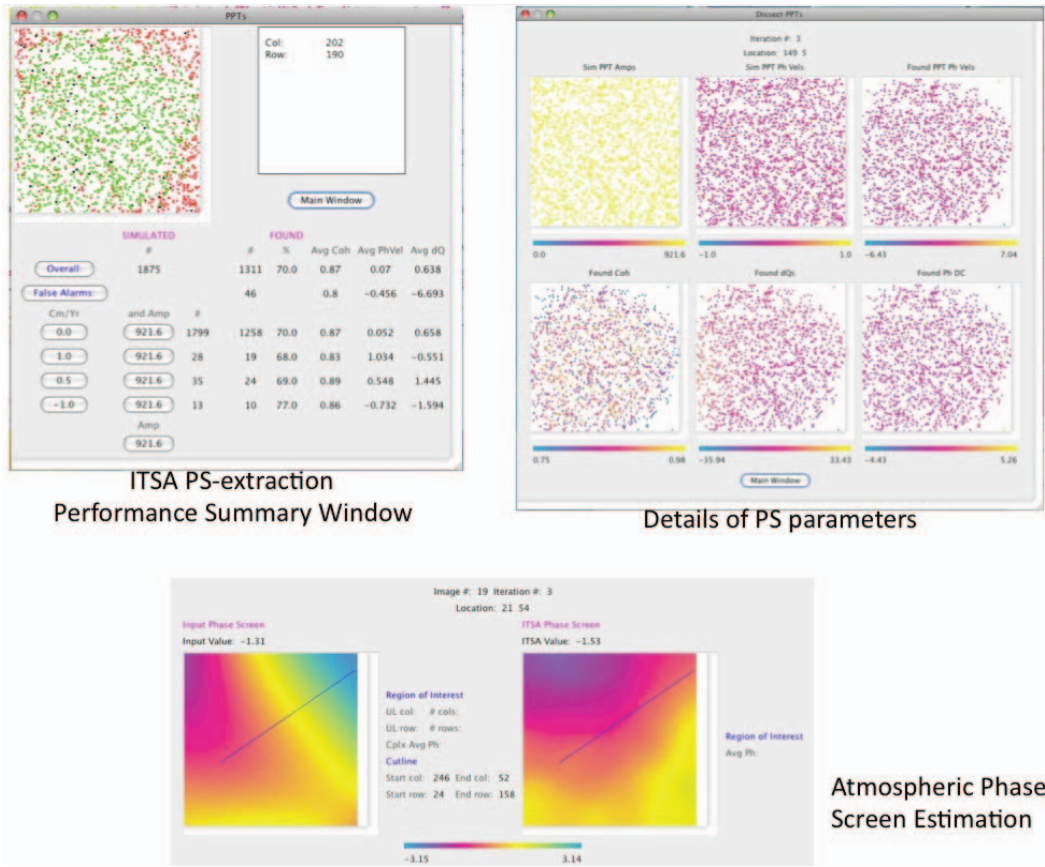 PPTs
Col: 202
Row: 190
Main Window
SIMULATED FOUND
# # % Avg Coh Avg PhVel Avg dQ
Overall: 1875 1311 70.0 0.87 0.07 0.638
False Alarms: 46 0.8 -0.456 -6.693
Cm/Yr and Amp #
0.0 921.6 1799 1258 70.0 0.87 0.052 0.658
1.0 921.6 28 19 68.0 0.83 1.034 -0.551
0.5 921.6 35 24 69.0 0.89 0.548 1.445
-1.0 921.6 13 10 77.0 0.86 -0.732 -1.594
Amp
921.6
ITSA PS-extraction
Performance Summary Window
Dissect PPTs
Iteration #: 3
Location: 149 5
Sim PPT Amps Sim PPT Ph Vels Found PPT Ph Vels
0.0 921.6 -1.0 1.0 -6.43 7.04
Found Coh Found dQs Found Ph DC
0.75 0.98 -35.94 33.43 -4.43 5.26
Main Window
Details of PS parameters
Image #: 19 Iteration #: 3
Location: 21 54
Input Phase Screen
Input Value: -1.31
ITSA Phase Screen
ITSA Value: -1.53
Region of Interest
UL col: # cols:
UL row: # rows:
Cplx Avg Ph:
Cutline
Start col: 246 End col: 52
Start row: 24 End row: 158
Region of Interest
Avg Ph:
-3.15 3.14
Atmospheric Phase
Screen Estimation